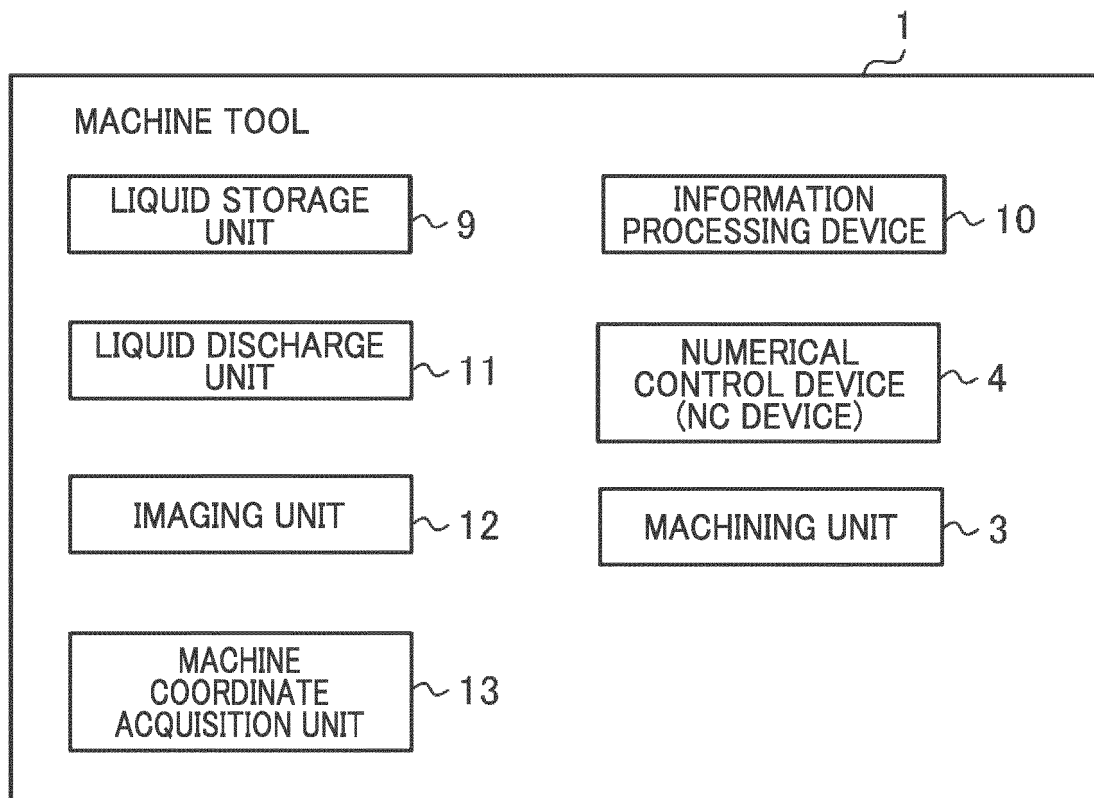 1
MACHINE TOOL
LIQUID STORAGE
UNIT
9
INFORMATION
PROCESSING DEVICE
10
LIQUID DISCHARGE
UNIT
11
NUMERICAL
CONTROL DEVICE
(NC DEVICE)
4
IMAGING UNIT
12
MACHINING UNIT
3
MACHINE
COORDINATE
ACQUISITION UNIT
13